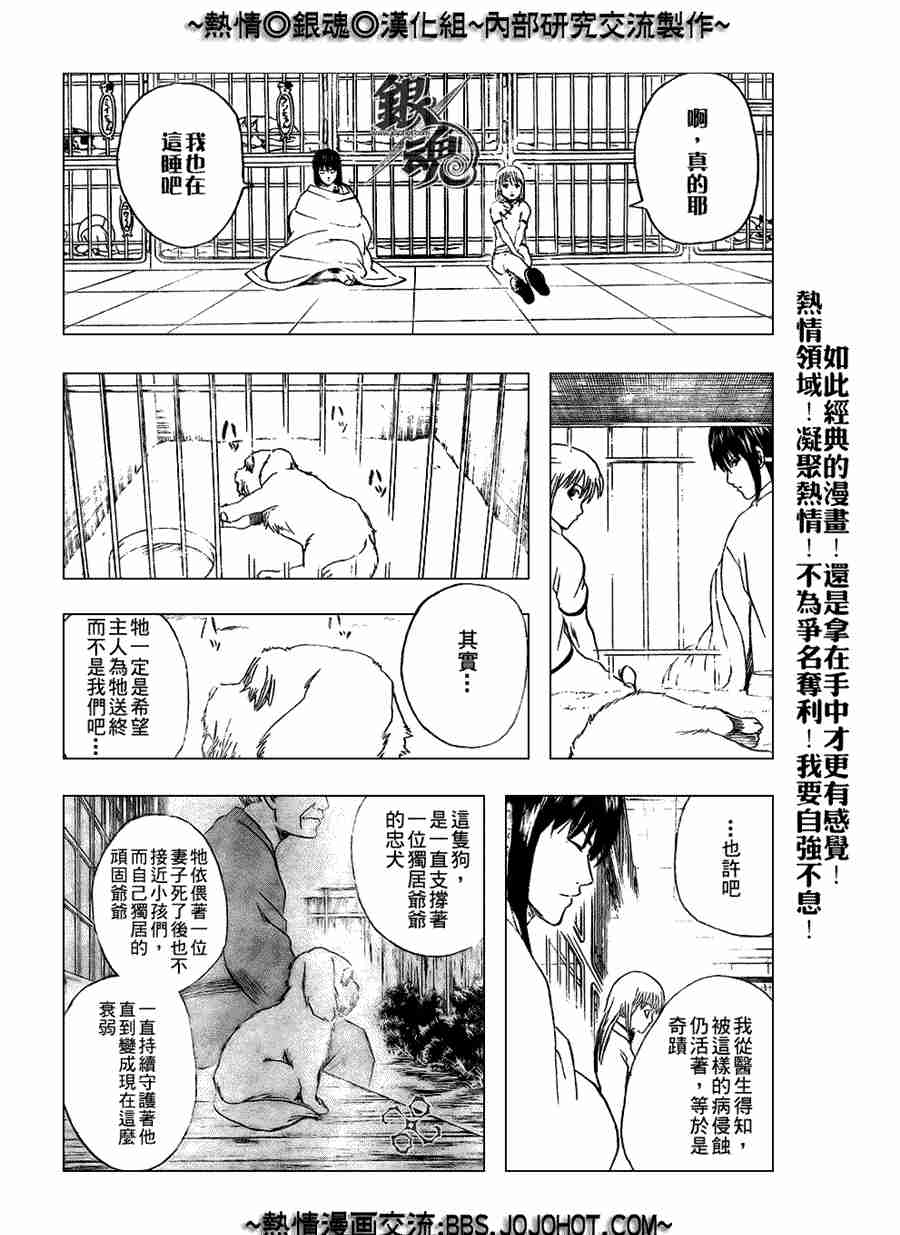 ~熱情◎銀魂◎漢化組~內部研究交流製作~
銀魂
啊，真的耶
我也在
這睡吧
其實…
牠一定是希望
主人為牠送終
而不是我們吧…
…也許吧
我從醫生得知，
被這樣的病侵蝕
仍活著，等於是
奇蹟
這隻狗，
是一直支撐著
一位獨居爺爺
的忠犬
牠依偎著一位
妻子死了後也不
接近小孩們，
而自己獨居的
頑固爺爺
一直持續守護著他
直到變成現在這麼
衰弱
如此經典的漫畫！還是拿在手中才更有感覺！
熱情領域！凝聚熱情！不為爭名奪利！我要自強不息！
~熱情漫画交流:BBS.JOJOHOT.COM~